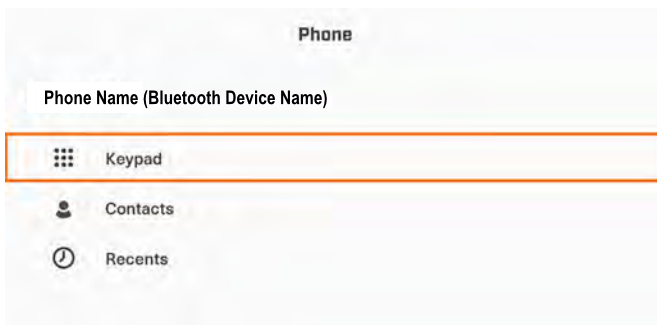 Phone
Phone Name (Bluetooth Device Name)
Keypad
Contacts
Recents